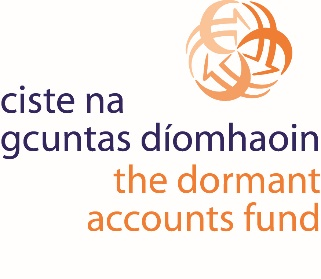 ciste na
gcuntas díomhaoin
the dormant
accounts fund